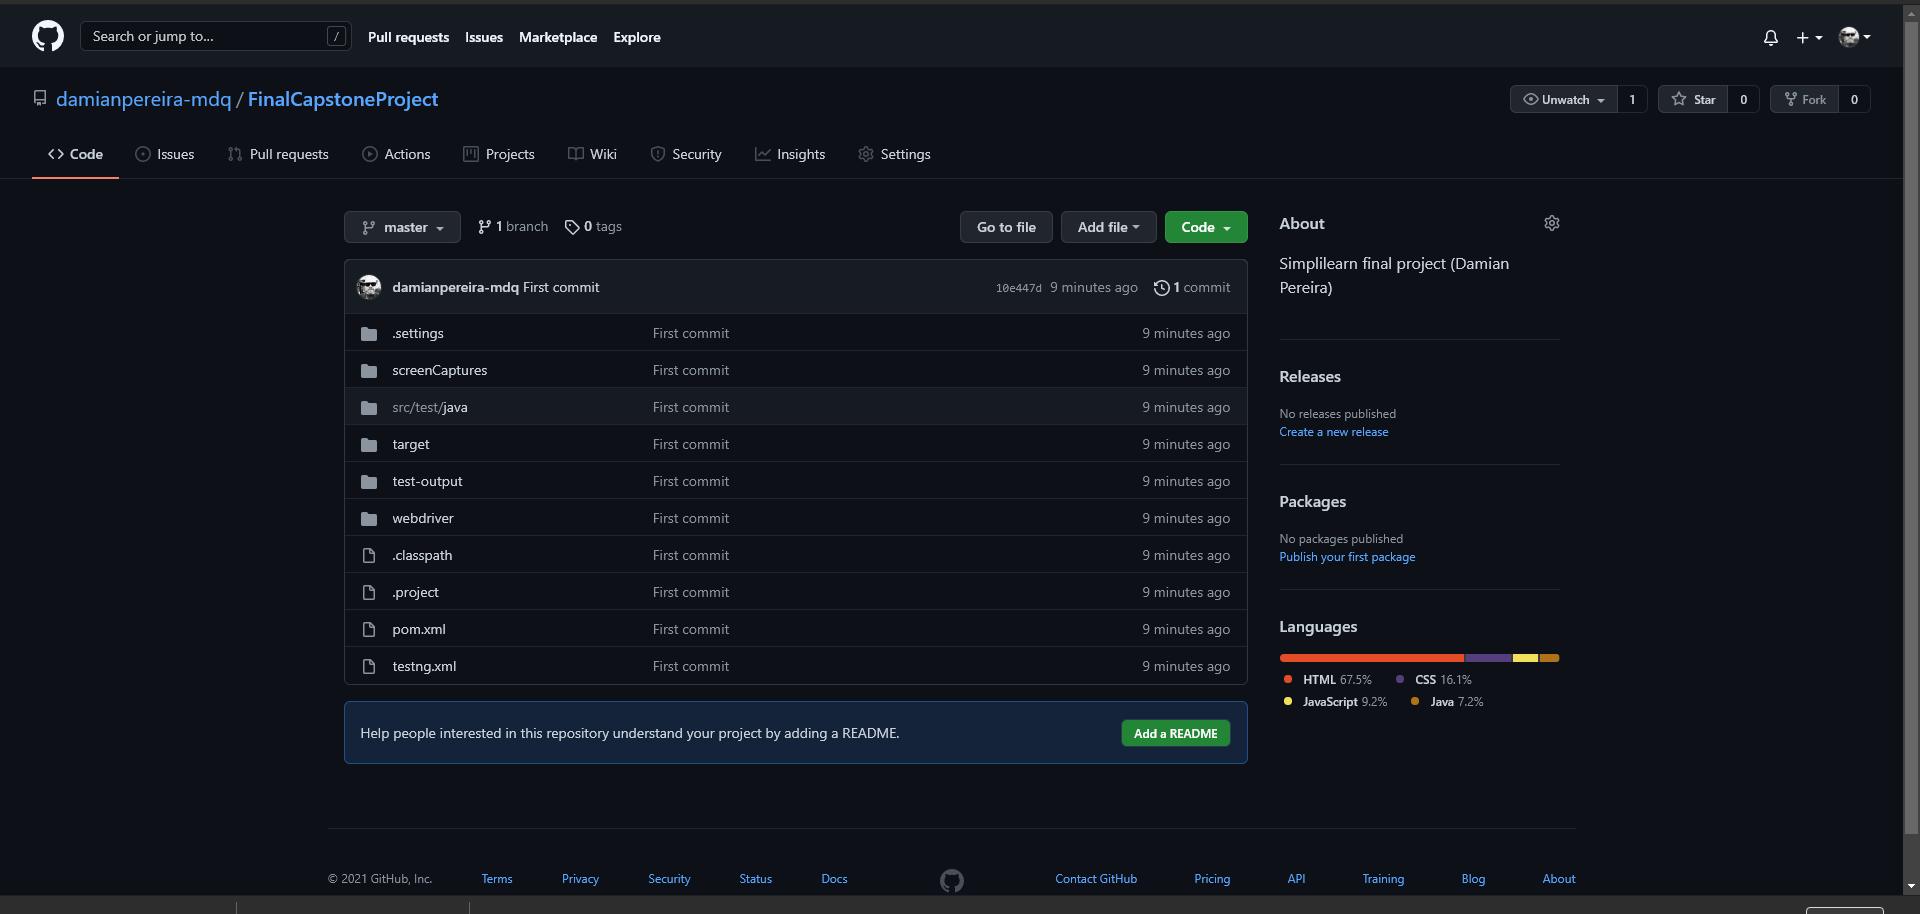 Search or jump to... /
Pull requests Issues Marketplace Explore
damianpereira-mdq / FinalCapstoneProject
Unwatch 1 Star 0 Fork 0
Code Issues Pull requests Actions Projects Wiki Security Insights Settings
master 1 branch 0 tags Go to file Add file Code
damianpereira-mdq First commit 10e447d 9 minutes ago 1 commit
.settings First commit 9 minutes ago
screenCaptures First commit 9 minutes ago
src/test/java First commit 9 minutes ago
target First commit 9 minutes ago
test-output First commit 9 minutes ago
webdriver First commit 9 minutes ago
.classpath First commit 9 minutes ago
.project First commit 9 minutes ago
pom.xml First commit 9 minutes ago
testng.xml First commit 9 minutes ago
Help people interested in this repository understand your project by adding a README. Add a README
About
Simplilearn final project (Damian
Pereira)
Releases
No releases published
Create a new release
Packages
No packages published
Publish your first package
Languages
HTML 67.5% CSS 16.1%
JavaScript 9.2% Java 7.2%
© 2021 GitHub, Inc. Terms Privacy Security Status Docs Contact GitHub Pricing API Training Blog About